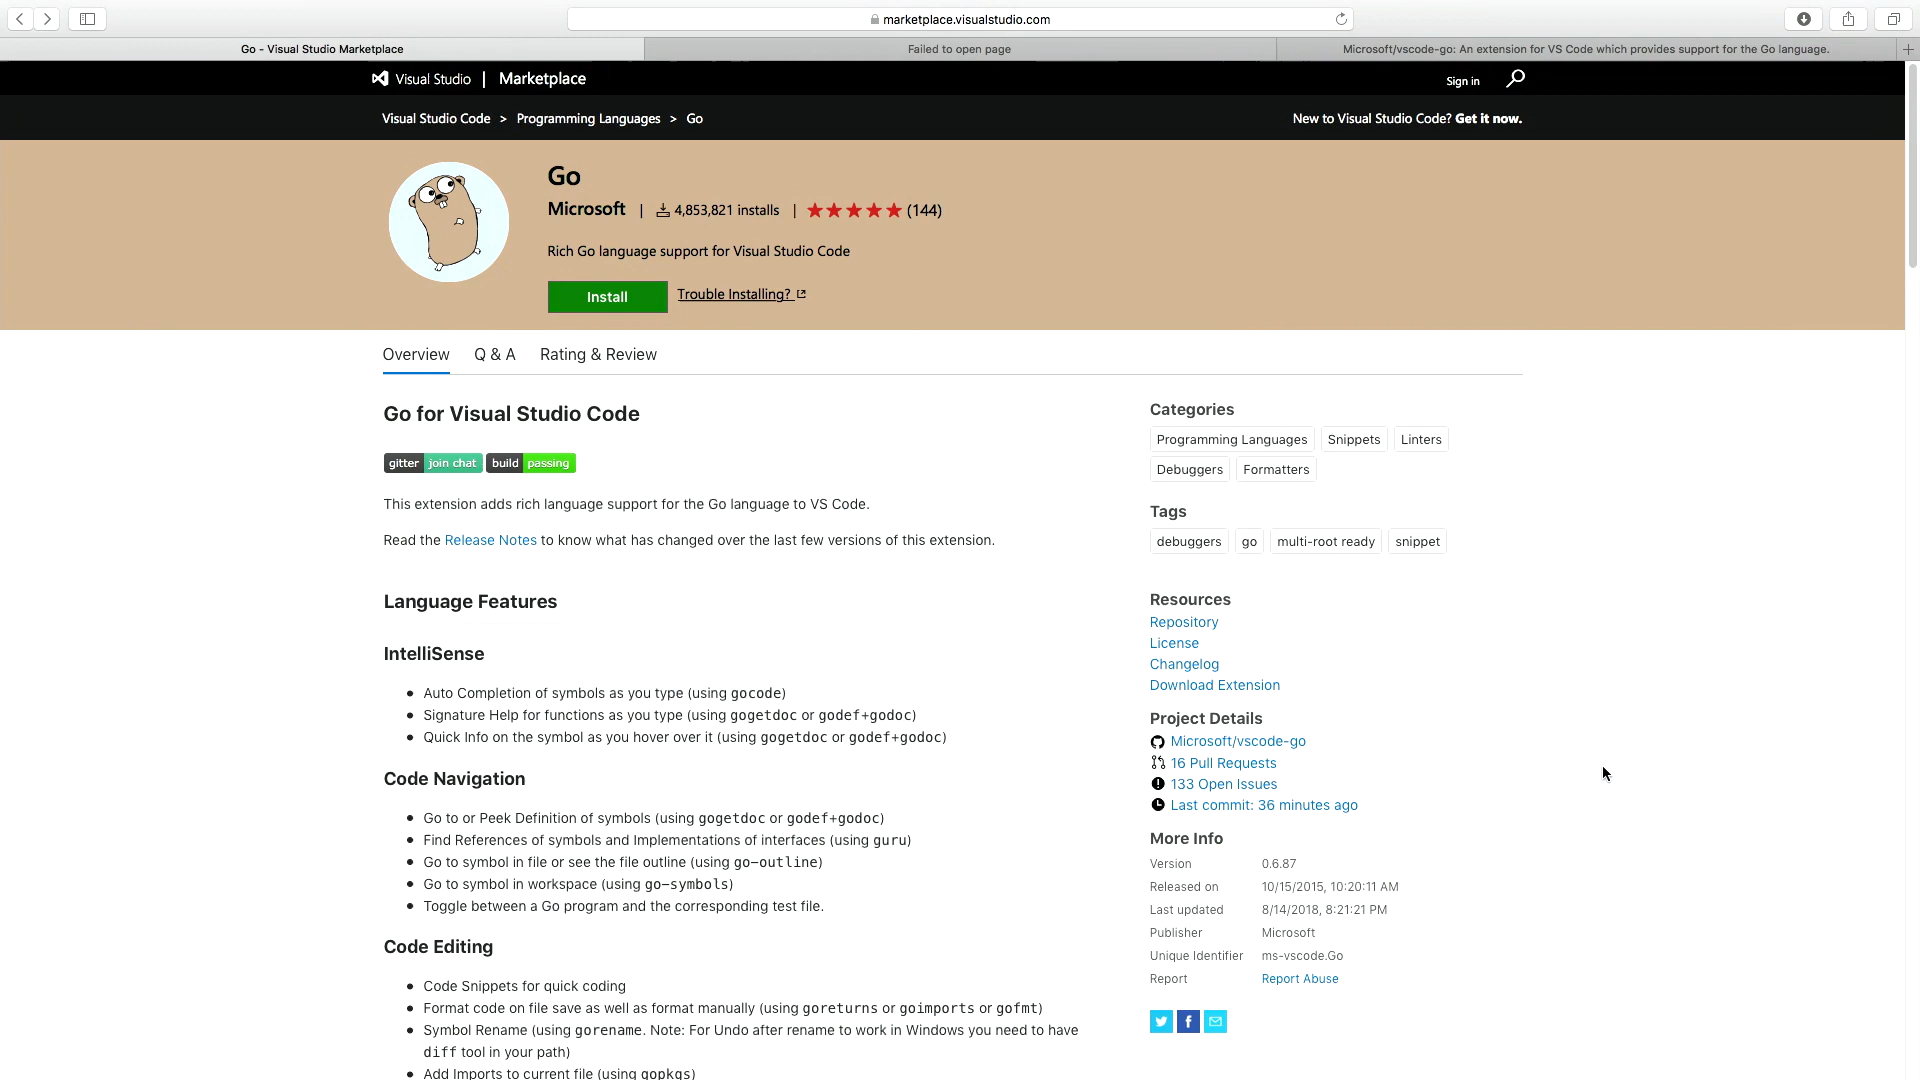 marketplace.visualstudio.com
Go - Visual Studio Marketplace
Failed to open page
Microsoft/vscode-go: An extension for VS Code which provides support for the Go language.
Visual Studio | Marketplace
Sign in
Visual Studio Code > Programming Languages > Go
New to Visual Studio Code? Get it now.
Go
Microsoft | 4,853,821 installs | (144)
Rich Go language support for Visual Studio Code
Install
Trouble Installing?
Overview
Q & A
Rating & Review
Go for Visual Studio Code
gitter join chat build passing
This extension adds rich language support for the Go language to VS Code.
Read the Release Notes to know what has changed over the last few versions of this extension.
Language Features
IntelliSense
Auto Completion of symbols as you type (using gocode)
Signature Help for functions as you type (using gogetdoc or godef+godoc)
Quick Info on the symbol as you hover over it (using gogetdoc or godef+godoc)
Code Navigation
Go to or Peek Definition of symbols (using gogetdoc or godef+godoc)
Find References of symbols and Implementations of interfaces (using guru)
Go to symbol in file or see the file outline (using go-outline)
Go to symbol in workspace (using go-symbols)
Toggle between a Go program and the corresponding test file.
Code Editing
Code Snippets for quick coding
Format code on file save as well as format manually (using goreturns or goimports or gofmt)
Symbol Rename (using gorename. Note: For Undo after rename to work in Windows you need to have
diff tool in your path)
Add Imports to current file (using gopkgs)
Categories
Programming Languages Snippets Linters
Debuggers Formatters
Tags
debuggers go multi-root ready snippet
Resources
Repository
License
Changelog
Download Extension
Project Details
Microsoft/vscode-go
16 Pull Requests
133 Open Issues
Last commit: 36 minutes ago
More Info
Version 0.6.87
Released on 10/15/2015, 10:20:11 AM
Last updated 8/14/2018, 8:21:21 PM
Publisher Microsoft
Unique Identifier ms-vscode.Go
Report Report Abuse